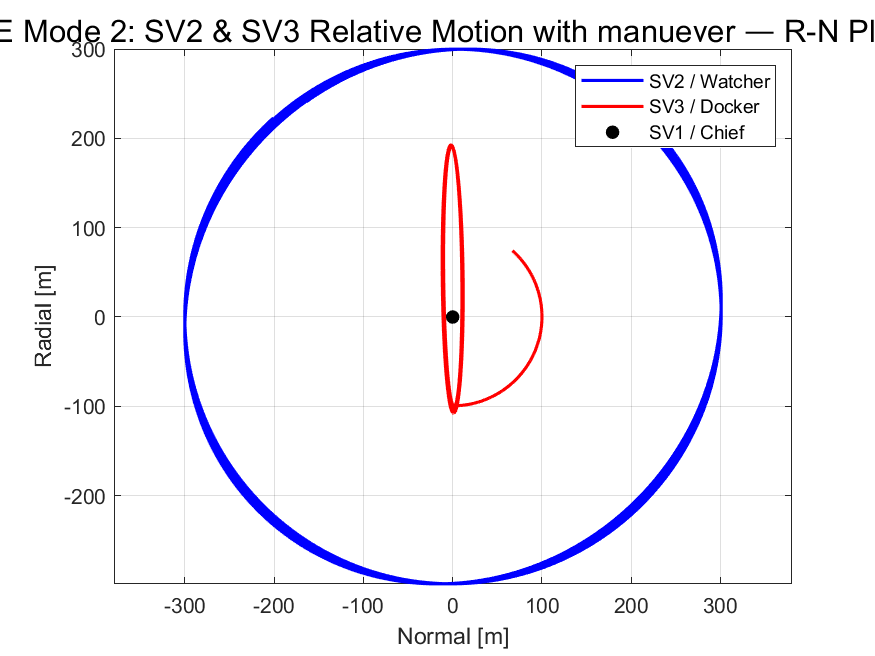 E Mode 2: SV2 & SV3 Relative Motion with manuever — R-N Pl
SV2 / Watcher
SV3 / Docker
SV1 / Chief
300
200
100
0
-100
-200
Radial [m]
-300
-200
-100
0
100
200
300
Normal [m]